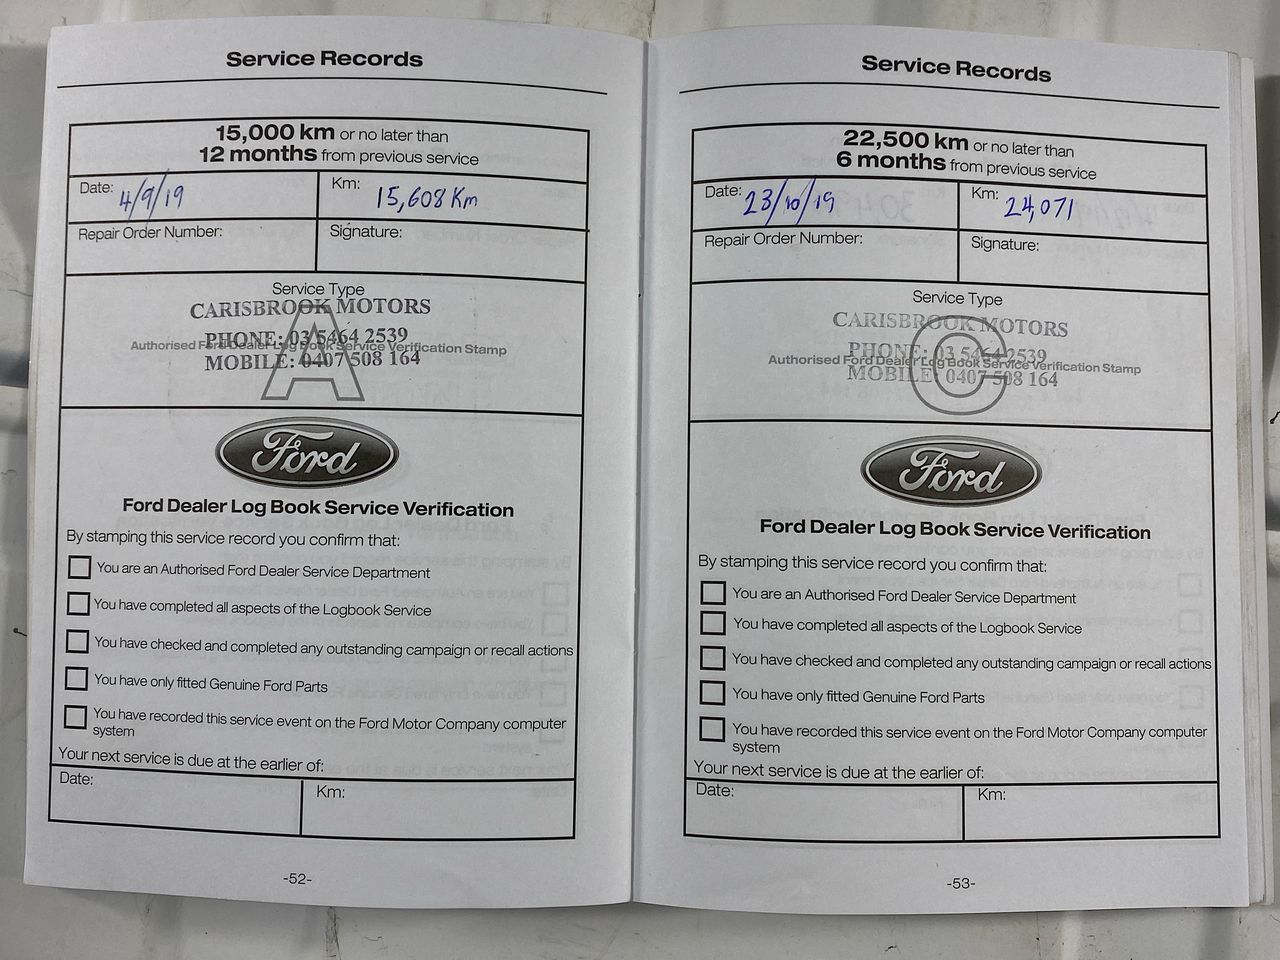 Service Records
15,000 km or no later than
12 months from previous service
Date: 4/9/19
Km: 15,608 Km
Repair Order Number:
Signature:
Service Type
A
CARISBROOK MOTORS
PHONE: 03 5464 2539
Authorised Ford Dealer Log Book Service Verification Stamp
MOBILE: 0407 508 164
Ford
Ford Dealer Log Book Service Verification
By stamping this service record you confirm that:
You are an Authorised Ford Dealer Service Department
You have completed all aspects of the Logbook Service
You have checked and completed any outstanding campaign or recall actions
You have only fitted Genuine Ford Parts
You have recorded this service event on the Ford Motor Company computer
system
Your next service is due at the earlier of:
Date:
Km:
-52-
Service Records
22,500 km or no later than
6 months from previous service
Date: 23/10/19
Km: 24,071
Repair Order Number:
Signature:
Service Type
C
CARISBROOK MOTORS
PHONE: 03 5464 2539
Authorised Ford Dealer Log Book Service Verification Stamp
MOBILE: 0407 508 164
Ford
Ford Dealer Log Book Service Verification
By stamping this service record you confirm that:
You are an Authorised Ford Dealer Service Department
You have completed all aspects of the Logbook Service
You have checked and completed any outstanding campaign or recall actions
You have only fitted Genuine Ford Parts
You have recorded this service event on the Ford Motor Company computer
system
Your next service is due at the earlier of:
Date:
Km:
-53-